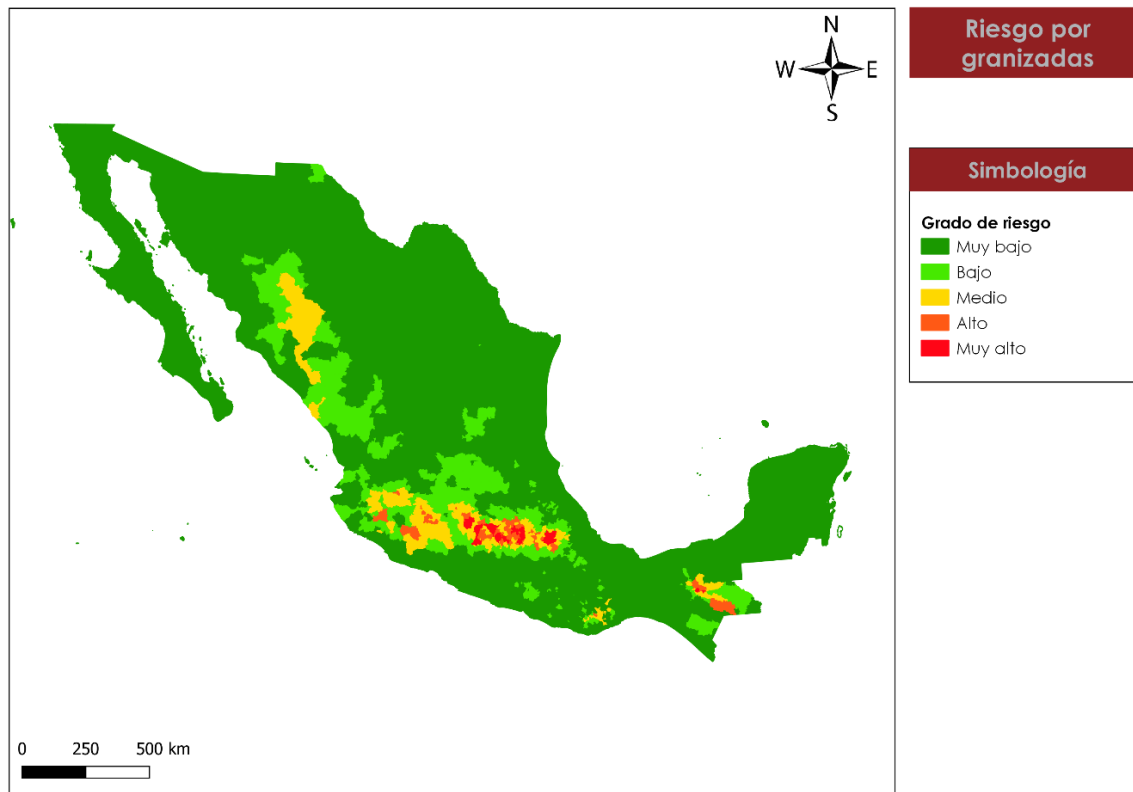 N
W E
S
Riesgo por
granizadas
Simbología
Grado de riesgo
Muy bajo
Bajo
Medio
Alto
Muy alto
0 250 500 km